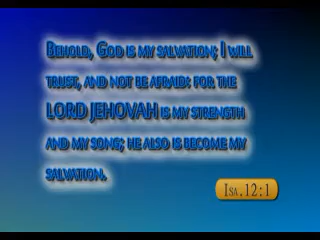 Behold, God is my salvation; I will
trust, and not be afraid: for the
LORD JEHOVAH is my strength
and my song; he also is become my
salvation.
Isa.12:1